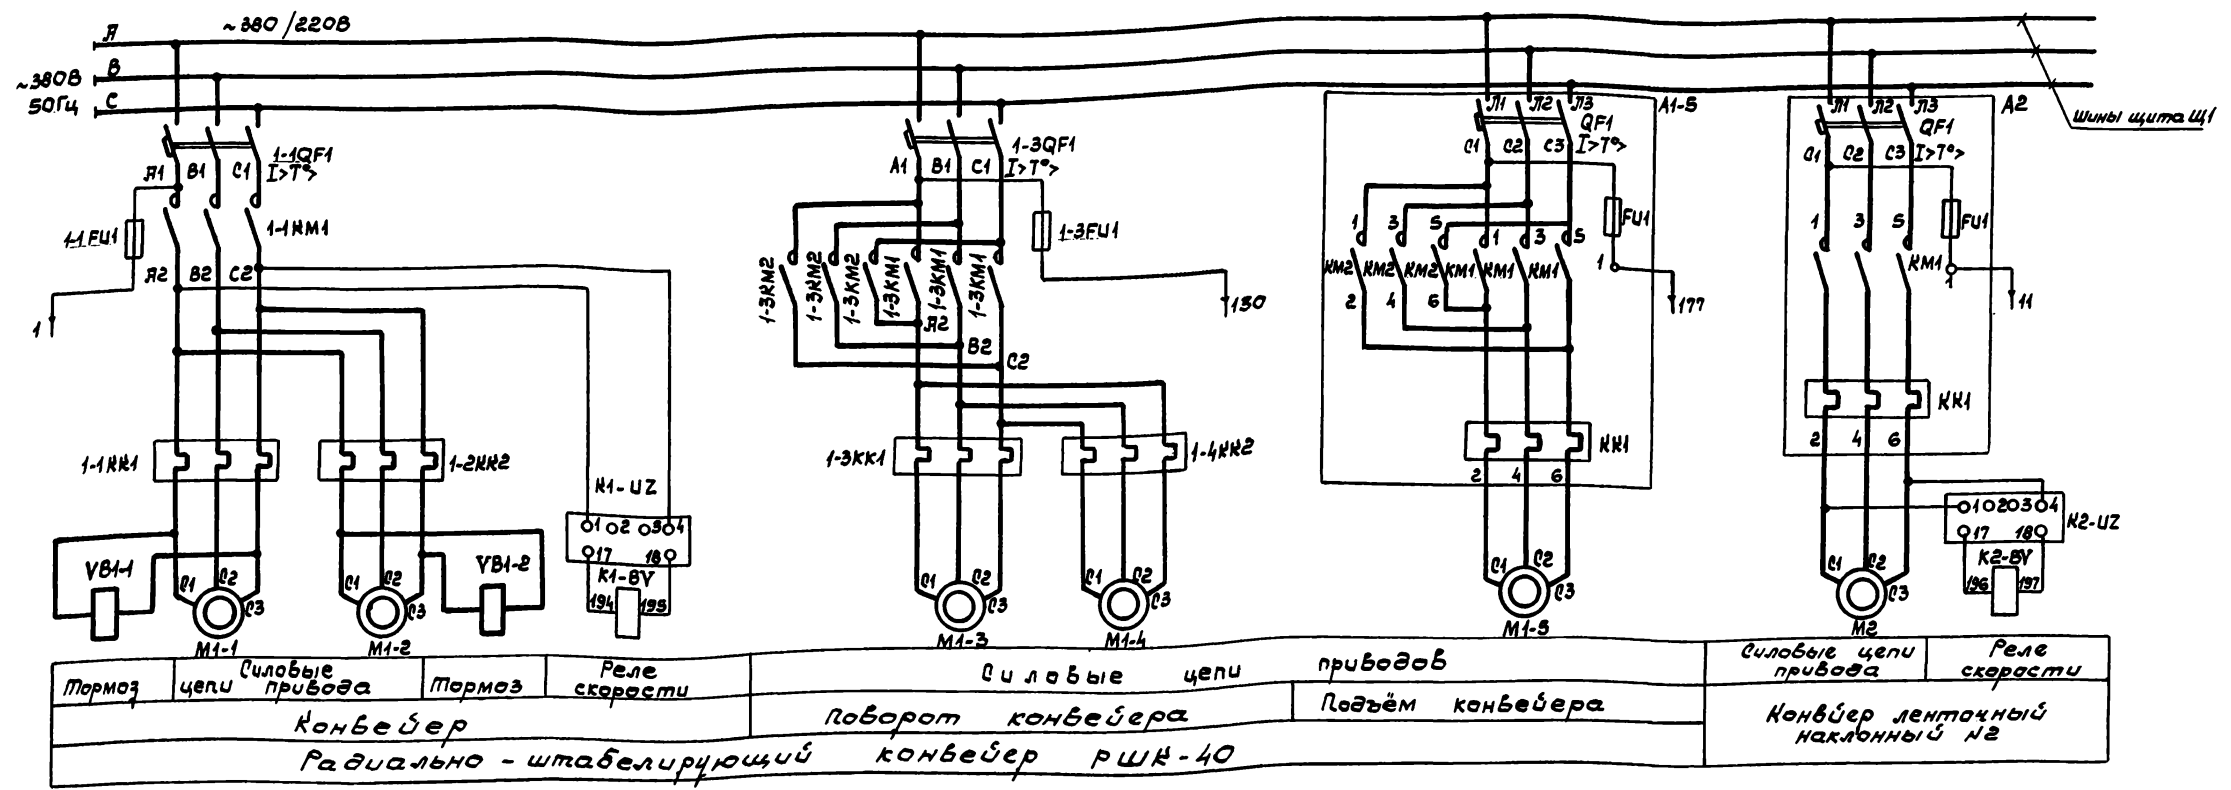 ~380/220В
А
В
С
~380В
50Гц
Шины щита Щ1
1-1QF1
I>T°>
А1 В1 С1
1-1FU1
1-1КМ1
А2 В2 С2
1
1-1КК1
1-2КК2
К1-UZ
1 2 3 4
17 18
К1-BV
194 195
VB1-1
VB1-2
С1 С2 С3
М1-1
С1 С2 С3
М1-2
1-3QF1
I>T°>
А1 В1 С1
1-3FU1
130
1-3КМ2 1-3КМ2 1-3КМ2 1-3КМ1 1-3КМ1 1-3КМ1
А2
В2
С2
1-3КК1
1-4КК2
С1 С2 С3
М1-3
С1 С2 С3
М1-4
А1-5
Л1 Л2 Л3
QF1
I>T°>
С1 С2 С3
FU1
1
177
1 3 5 1 3 5
КМ2 КМ2 КМ2 КМ1 КМ1 КМ1
2 4 6
КК1
2 4 6
С1 С2 С3
М1-5
А2
Л1 Л2 Л3
QF1
I>T°>
С1 С2 С3
FU1
1 3 5
КМ1
1
11
КК1
2 4 6
1 2 3 4
17 18
К2-UZ
К2-BV
196 197
С1 С2 С3
М2
Тормоз
Силовые
цепи привода
Тормоз
Реле
скорости
Силовые цепи приводов
Силовые цепи
привода
Реле
скорости
Конвейер
Поворот конвейера
Подъём конвейера
Конвйер ленточный
наклонный N2
Радиально-штабелирующий конвейер РШК-40